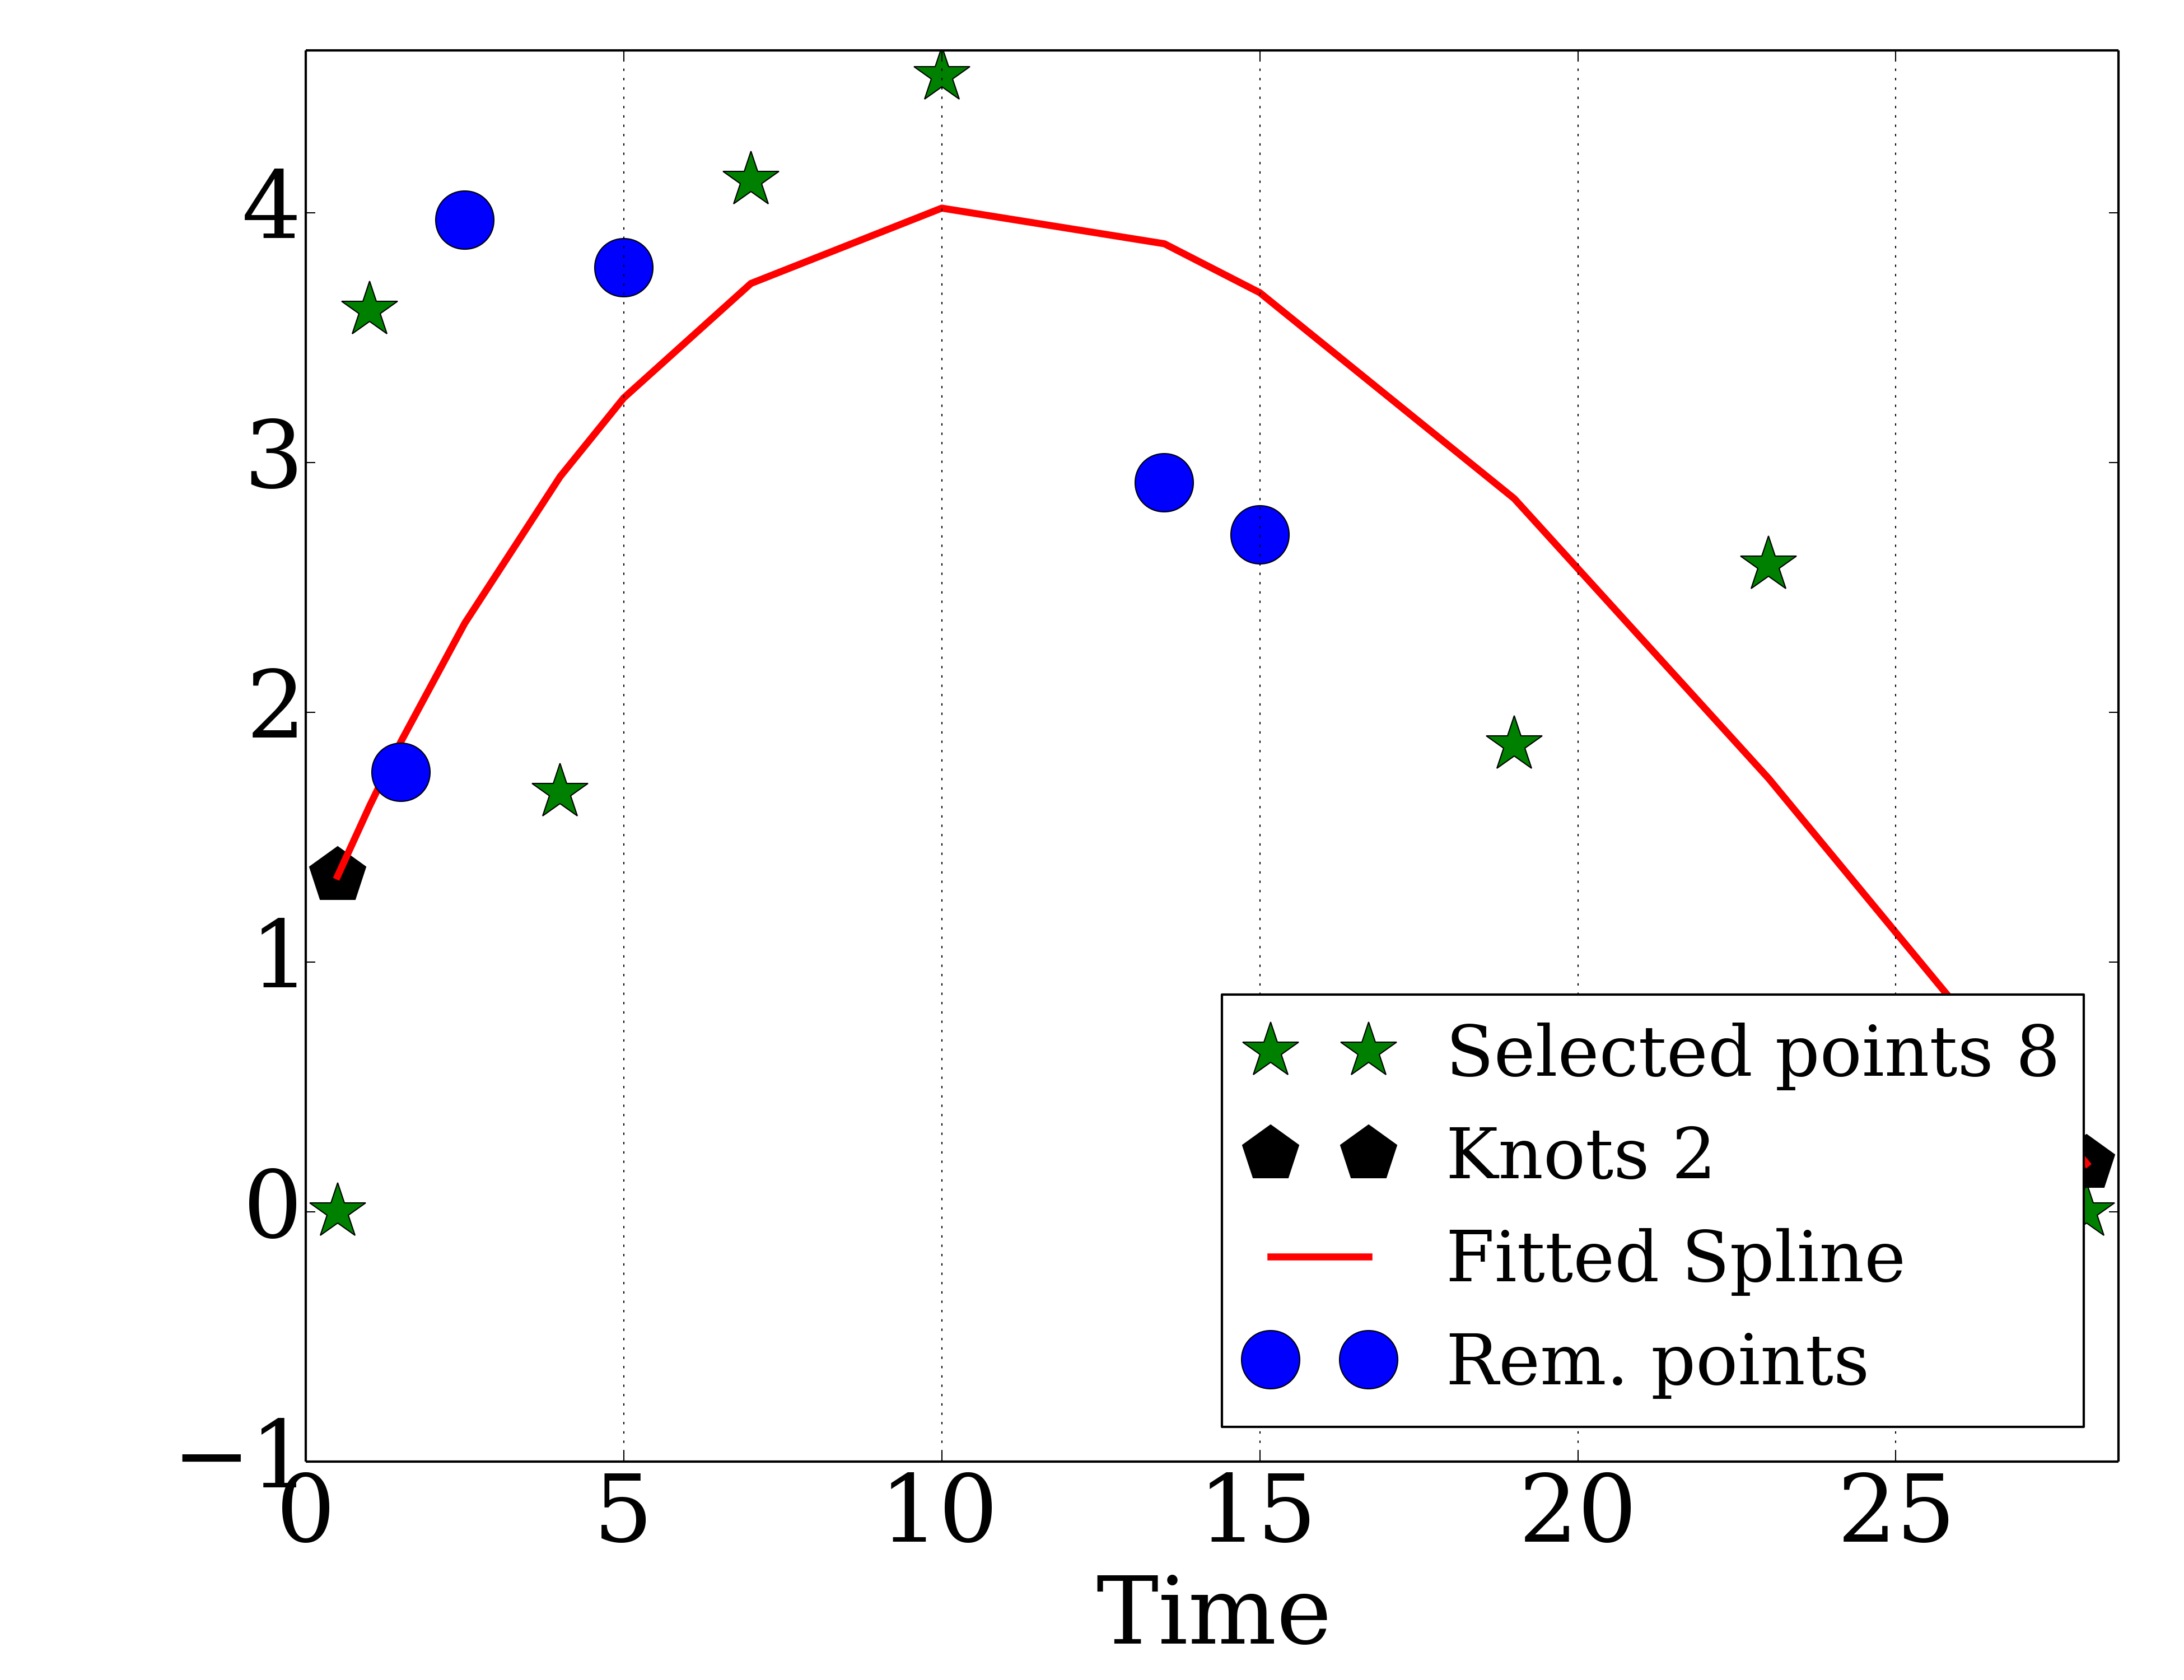 4
3
2
1
0
−1
0 5 10 15 20 25
Time
Selected points 8
Knots 2
Fitted Spline
Rem. points